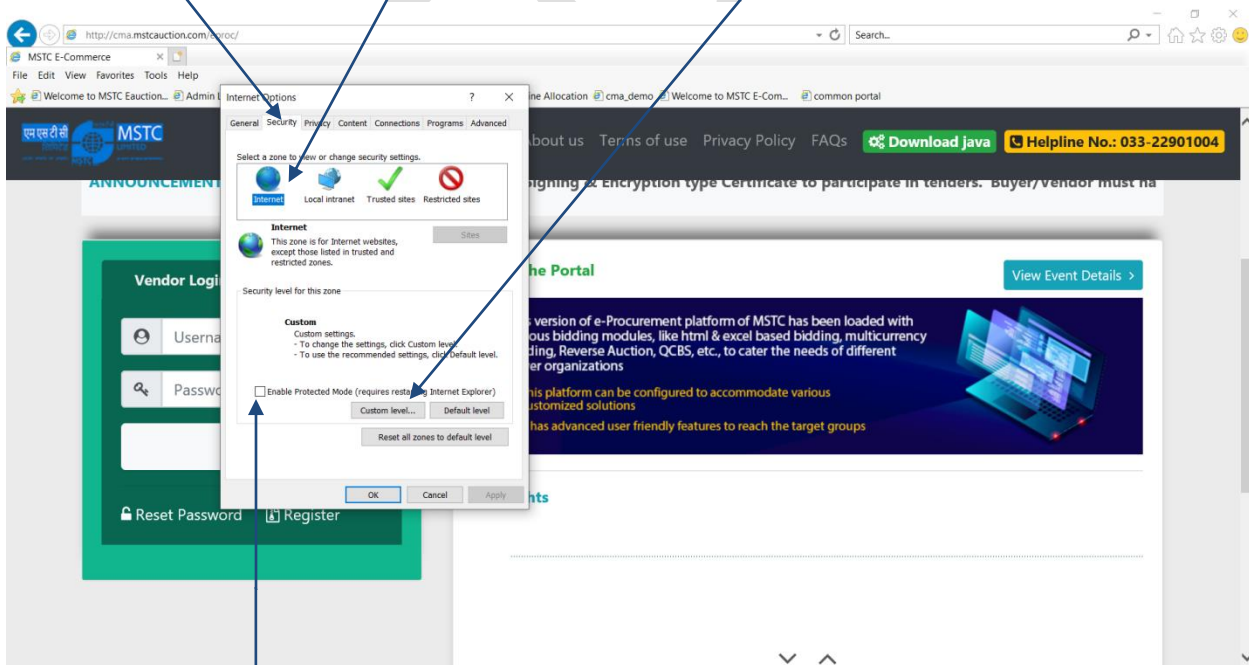 http://cma.mstcauction.com/eproc/
Search...
MSTC E-Commerce
File Edit View Favorites Tools Help
Welcome to MSTC Eauction... Admin L
ine Allocation cma_demo Welcome to MSTC E-Com... common portal
Internet Options ? ×
General Security Privacy Content Connections Programs Advanced
Select a zone to view or change security settings.
Internet Local intranet Trusted sites Restricted sites
Internet
This zone is for Internet websites,
except those listed in trusted and
restricted zones.
Sites
Security level for this zone
Custom
Custom settings.
- To change the settings, click Custom level.
- To use the recommended settings, click Default level.
Enable Protected Mode (requires restarting Internet Explorer)
Custom level... Default level
Reset all zones to default level
OK Cancel Apply
एम एस टी सी
MSTC
LIMITED
About us Terms of use Privacy Policy FAQs Download java Helpline No.: 033-22901004
ANNOUNCEMENT
Signing & Encryption type Certificate to participate in tenders. Buyer/Vendor must ha
Vendor Logi
Userna
Passwo
Reset Password Register
he Portal
View Event Details >
version of e-Procurement platform of MSTC has been loaded with
ous bidding modules, like html & excel based bidding, multicurrency
ding, Reverse Auction, QCBS, etc., to cater the needs of different
er organizations
his platform can be configured to accommodate various
ustomized solutions
has advanced user friendly features to reach the target groups
hts